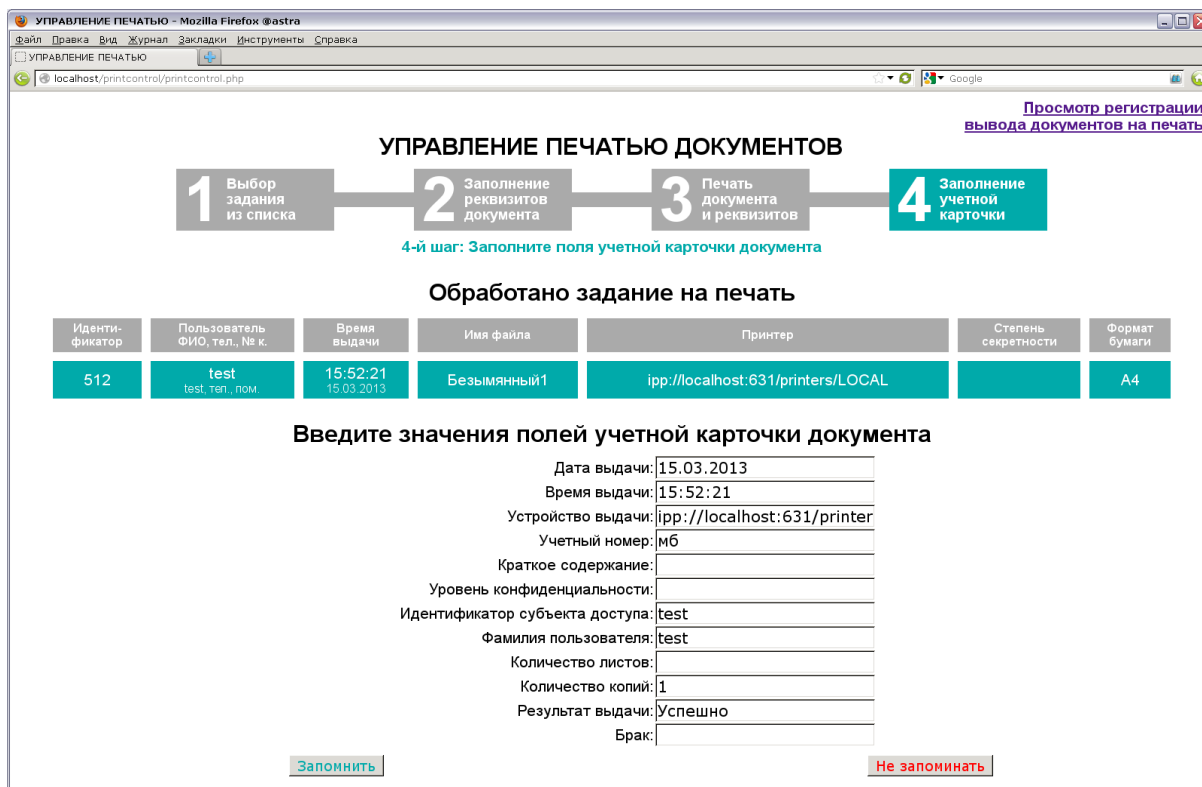 УПРАВЛЕНИЕ ПЕЧАТЬЮ - Mozilla Firefox @astra
Файл Правка Вид Журнал Закладки Инструменты Справка
УПРАВЛЕНИЕ ПЕЧАТЬЮ
localhost/printcontrol/printcontrol.php
Google
Просмотр регистрации
вывода документов на печать
УПРАВЛЕНИЕ ПЕЧАТЬЮ ДОКУМЕНТОВ
1 Выбор
задания
из списка
2 Заполнение
реквизитов
документа
3 Печать
документа
и реквизитов
4 Заполнение
учетной
карточки
4-й шаг: Заполните поля учетной карточки документа
Обработано задание на печать
Иденти-
фикатор
Пользователь
ФИО, тел., № к.
Время
выдачи
Имя файла
Принтер
Степень
секретности
Формат
бумаги
512
test
test, тел., пом.
15:52:21
15.03.2013
Безымянный1
ipp://localhost:631/printers/LOCAL
A4
Введите значения полей учетной карточки документа
Дата выдачи: 15.03.2013
Время выдачи: 15:52:21
Устройство выдачи: ipp://localhost:631/printer
Учетный номер: мб
Краткое содержание:
Уровень конфиденциальности:
Идентификатор субъекта доступа: test
Фамилия пользователя: test
Количество листов:
Количество копий: 1
Результат выдачи: Успешно
Брак:
Запомнить
Не запоминать